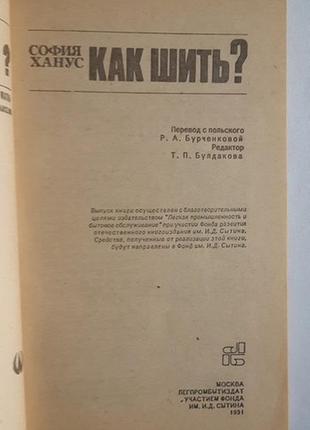 СОФИЯ
ХАНУС
КАК ШИТЬ?
Перевод с польского
Р. А. Бурченковой
Редактор
Т. П. Булдакова
Выпуск книги осуществлен с благотворительными
целями издательством "Легкая промышленность и
бытовое обслуживание" при участии Фонда развития
отечественного книгоиздания им. И.Д. Сытина.
Средства, полученные от реализации этой книги,
будут направлены в Фонд им. И.Д. Сытина.
МОСКВА
ЛЕГПРОМБЫТИЗДАТ
УЧАСТИЕМ ФОНДА
ИМ. И.Д. СЫТИНА
1991
?